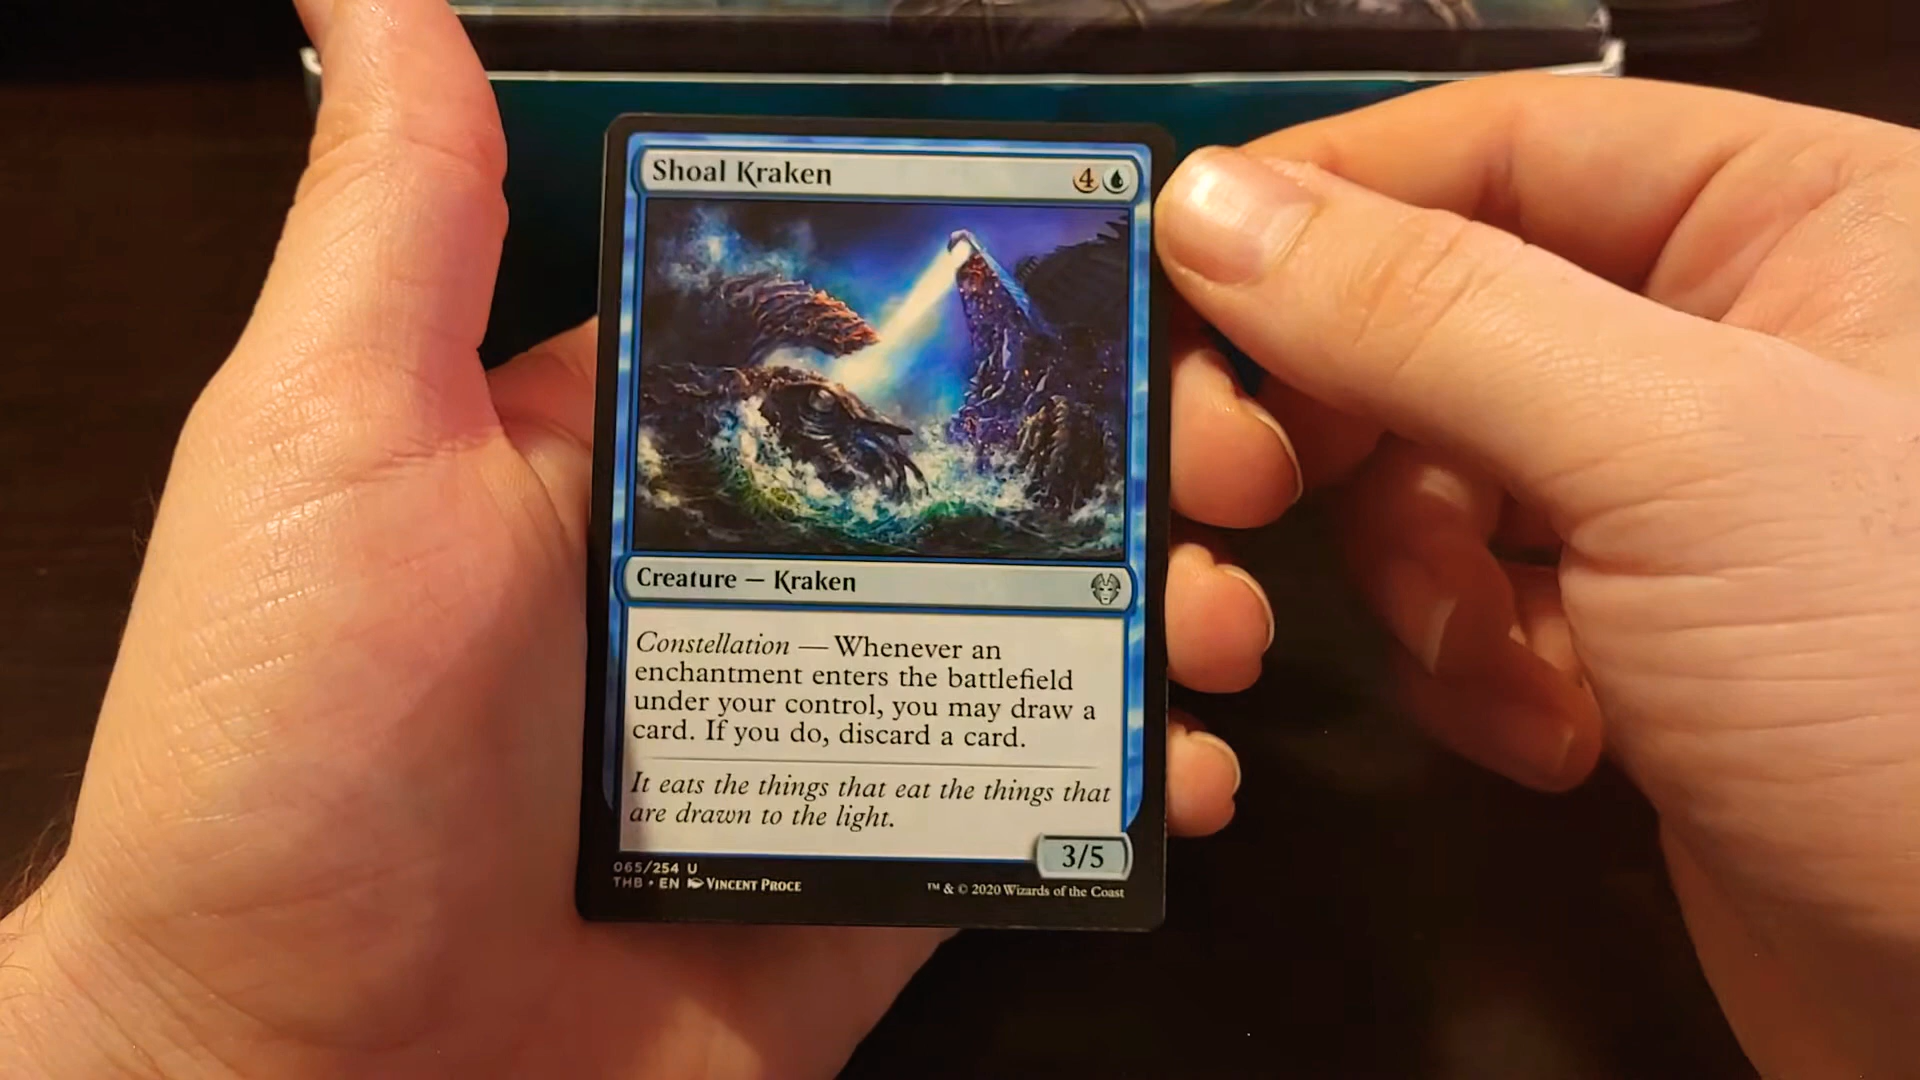 Shoal Kraken 4
Creature — Kraken
Constellation — Whenever an
enchantment enters the battlefield
under your control, you may draw a
card. If you do, discard a card.
It eats the things that eat the things that
are drawn to the light.
3/5
065/254 U
THB • EN VINCENT PROCE
™ & © 2020 Wizards of the Coast